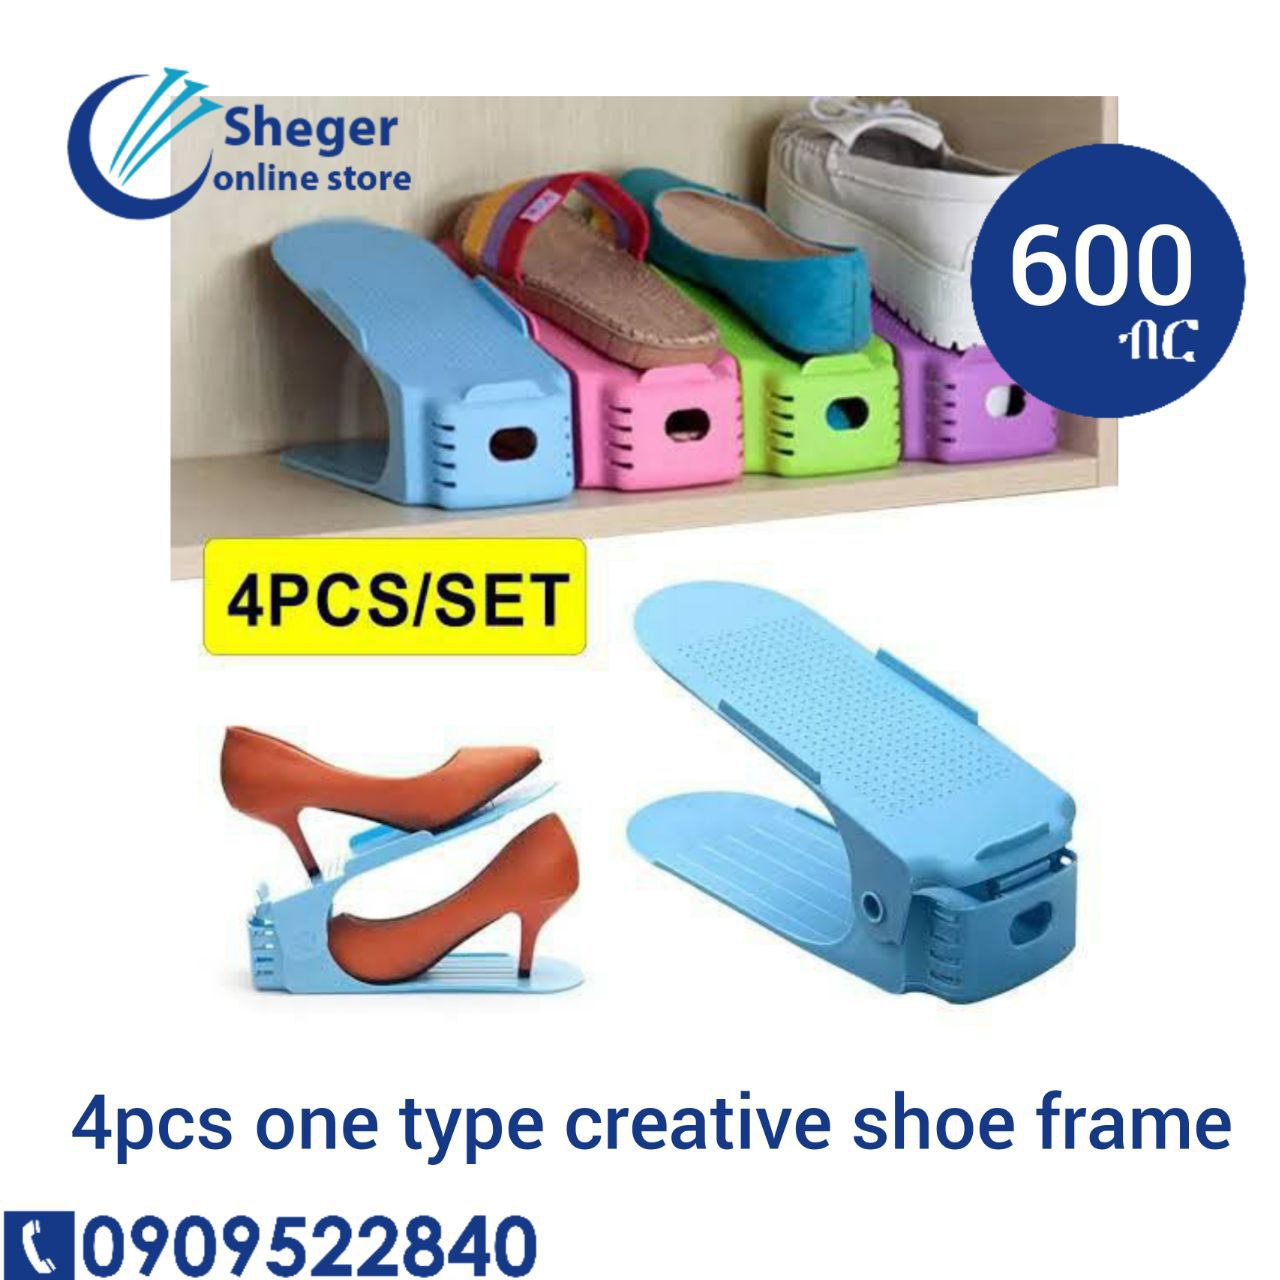 Sheger
online store
600
ብር
4PCS/SET
4pcs one type creative shoe frame
0909522840